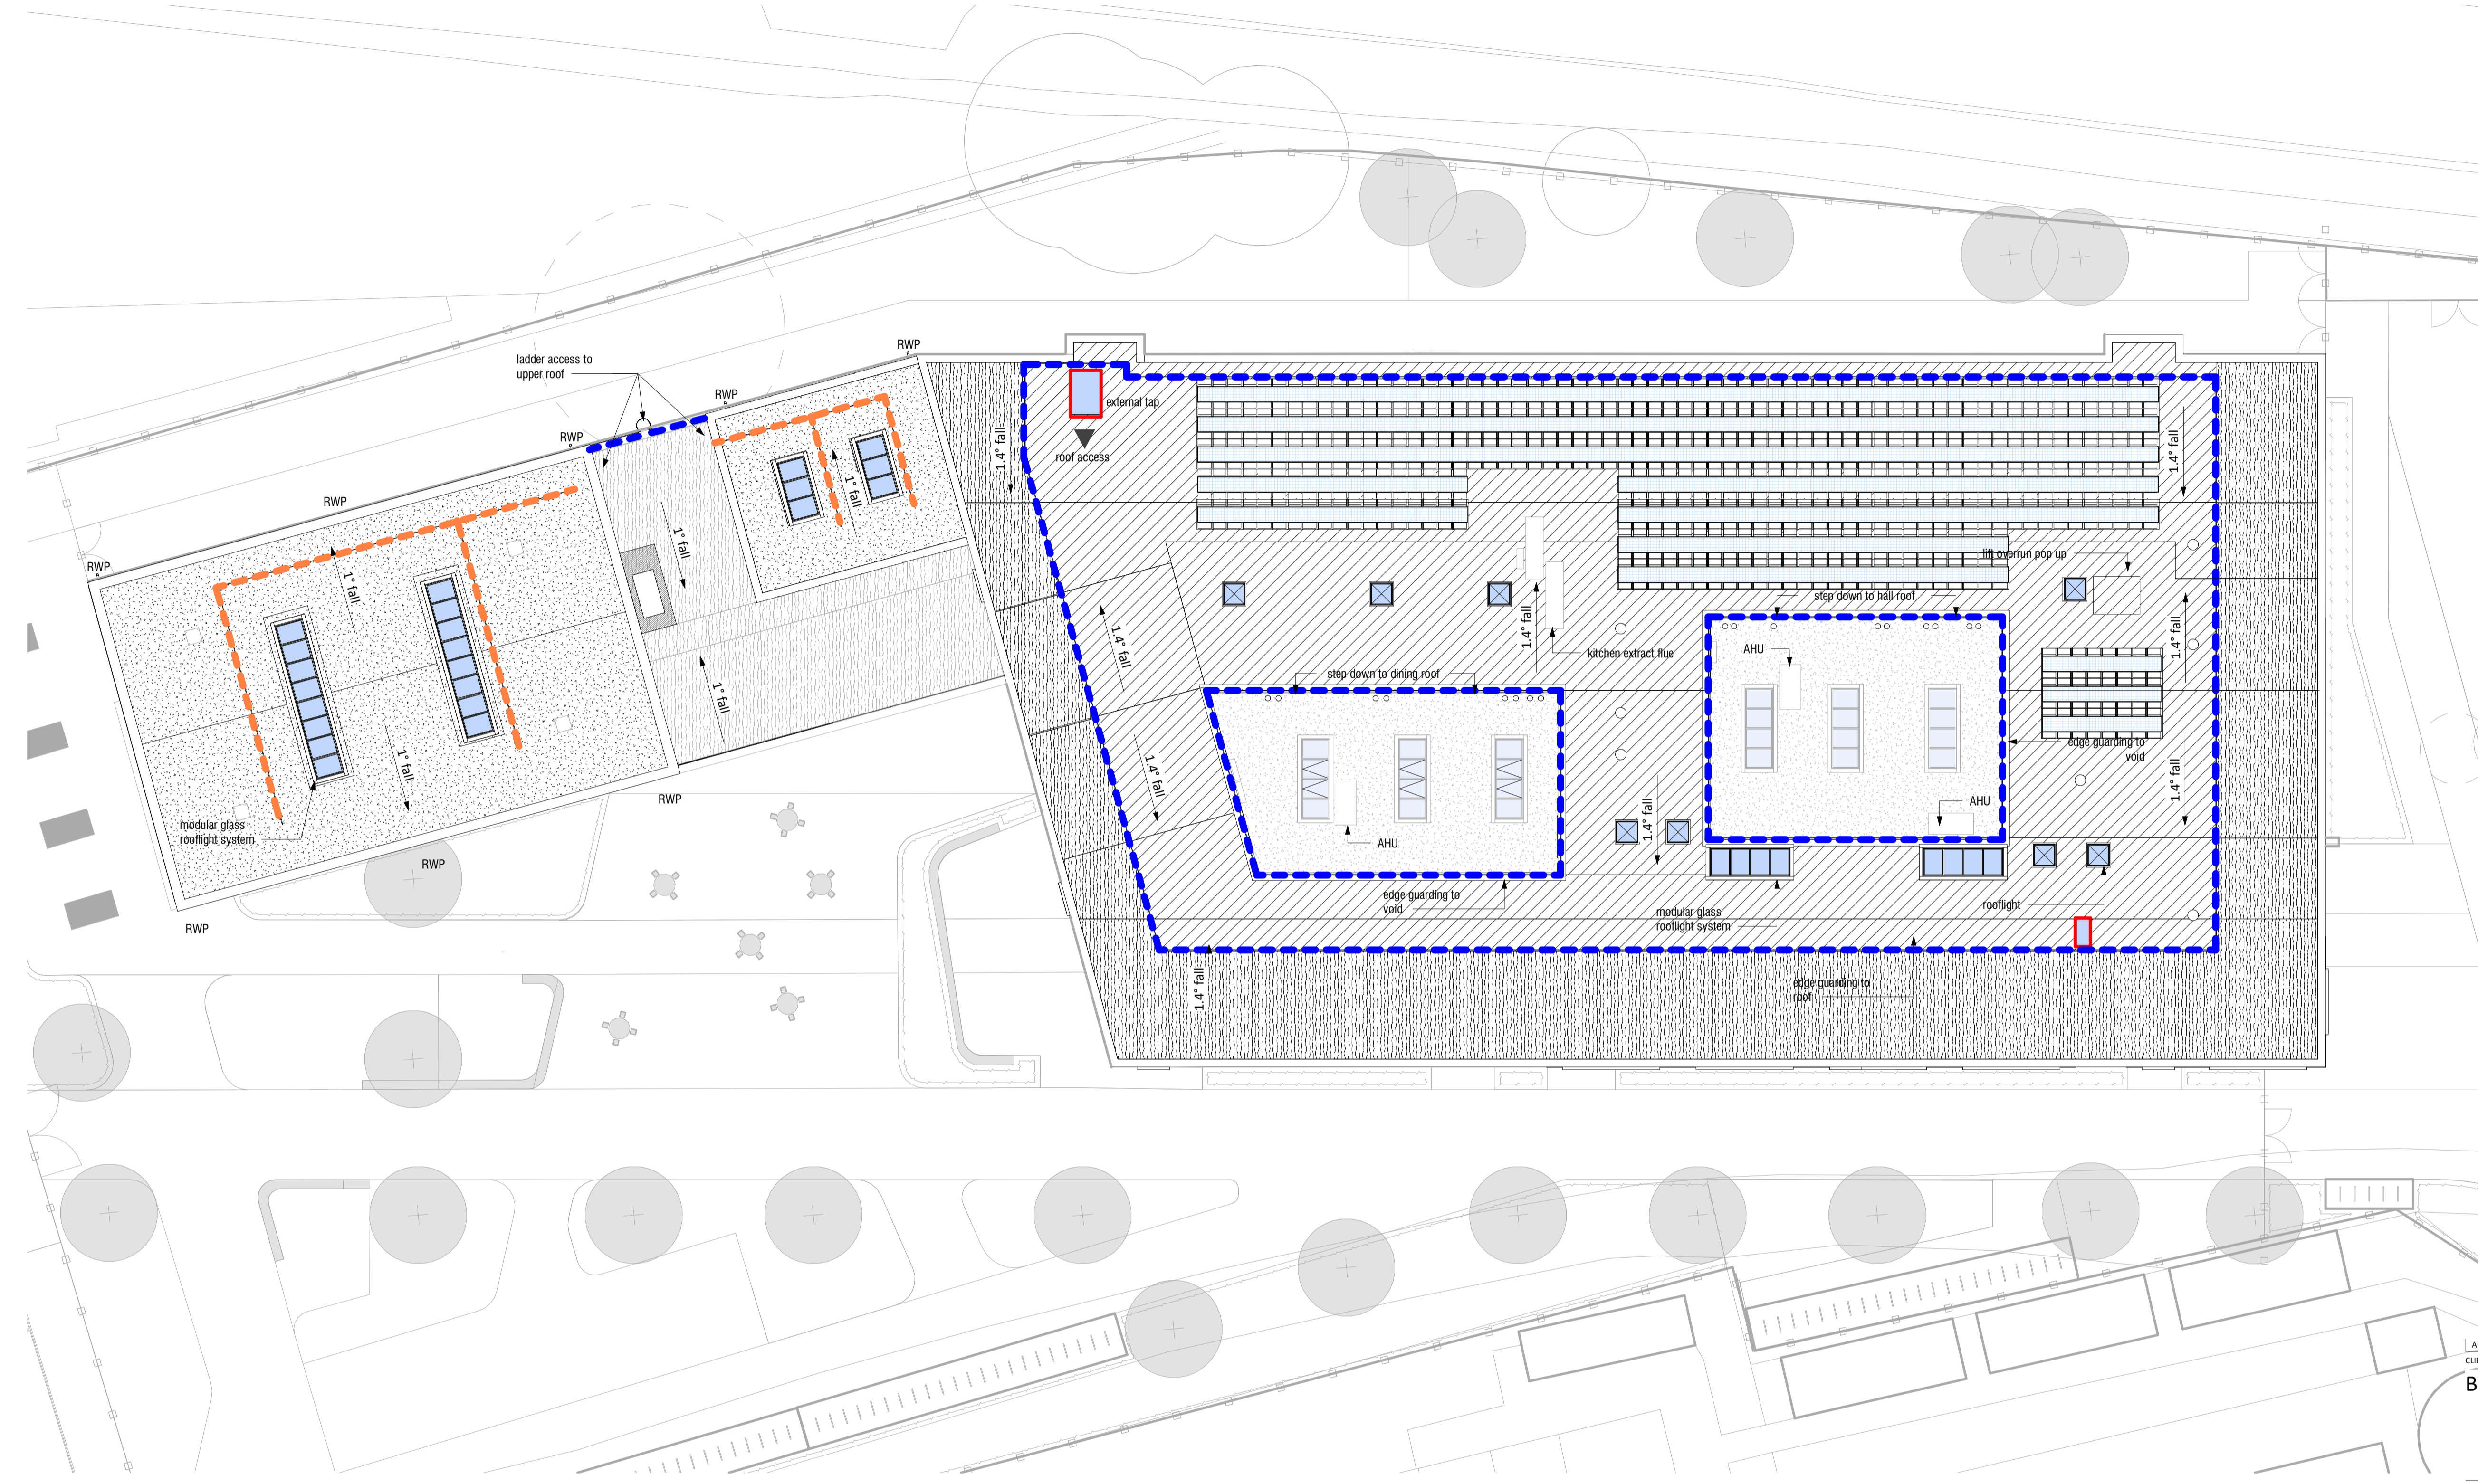 RWP
ladder access to
upper roof
RWP
RWP
RWP
RWP
external tap
roof access
1.4° fall
1.4° fall
1° fall
1° fall
1° fall
1° fall
1° fall
lift overrun pop up
step down to hall roof
1.4° fall
1.4° fall
1.4° fall
kitchen extract flue
AHU
step down to dining roof
edge guarding to
void
1.4° fall
1.4° fall
1.4° fall
AHU
AHU
modular glass
rooflight system
RWP
RWP
RWP
edge guarding to
void
modular glass
rooflight system
rooflight
edge guarding to
roof
1.4° fall
B